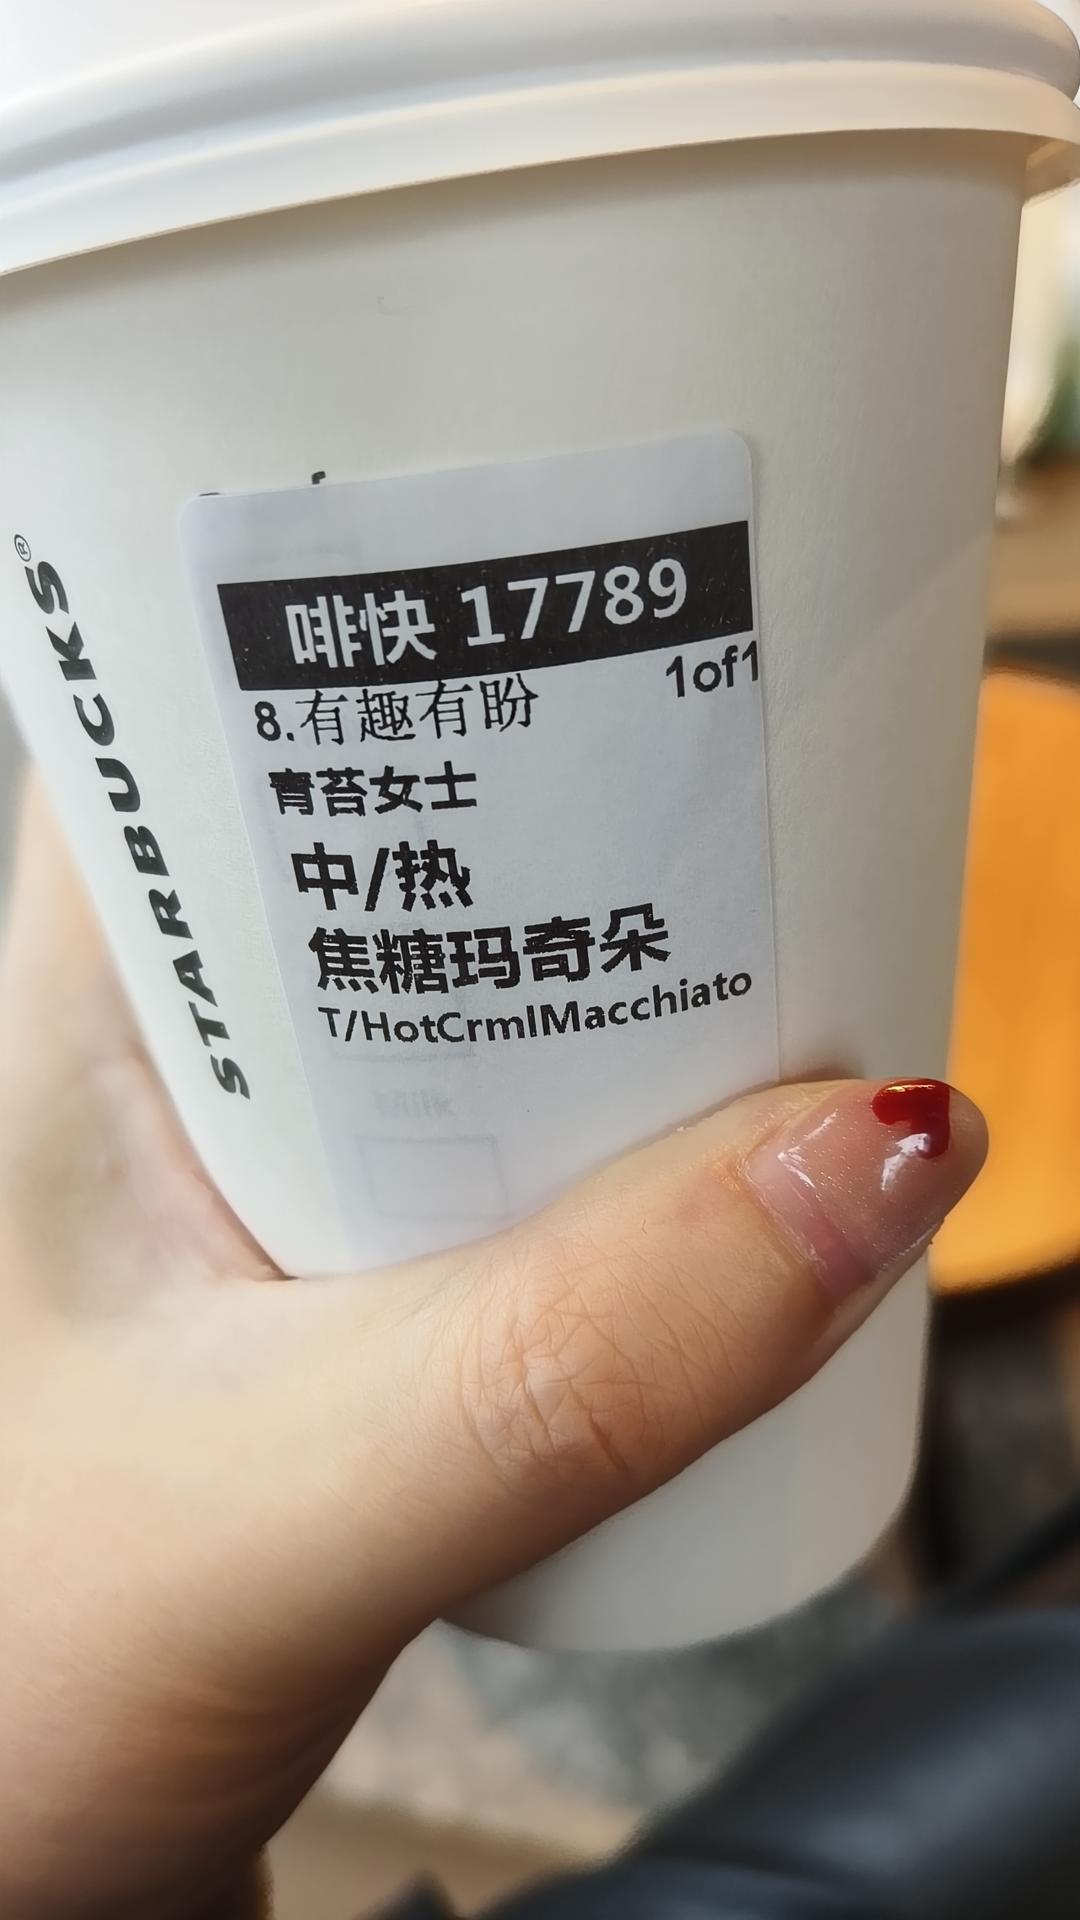 STARBUCKS®
啡快 17789
1of1
8.有趣有盼
青苔女士
中/热
焦糖玛奇朵
T/HotCrmlMacchiato
Milk